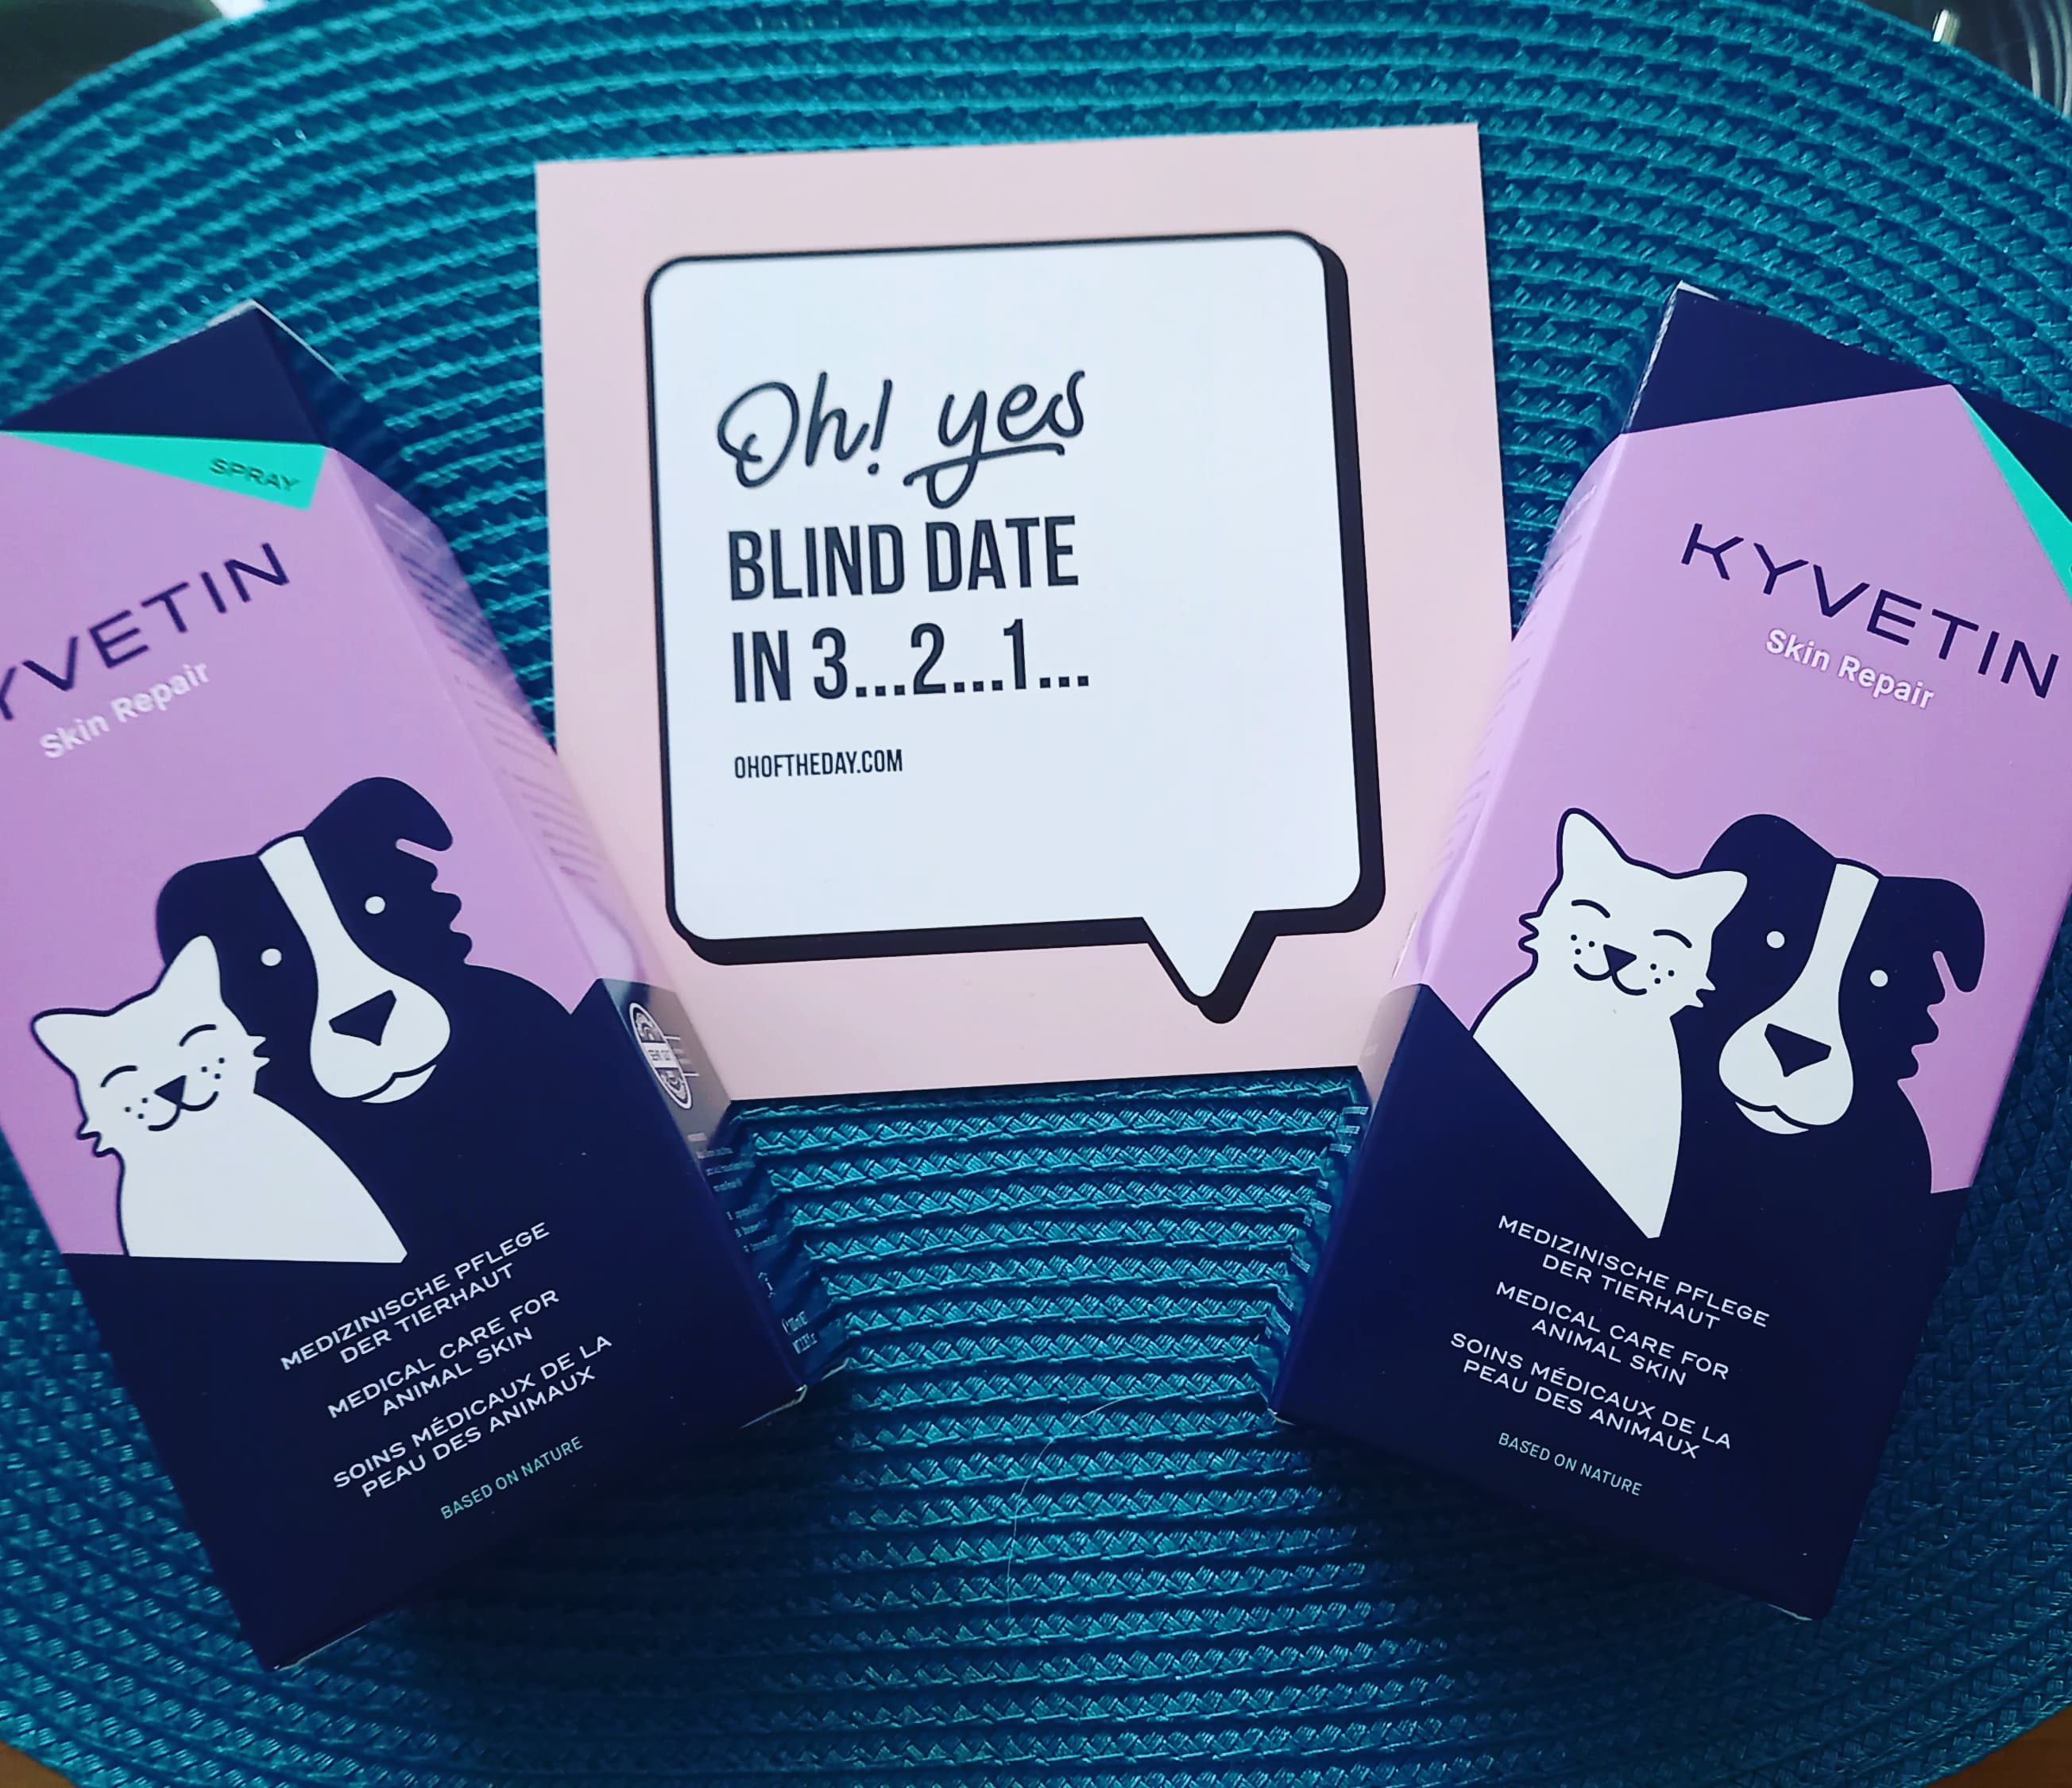 Oh! yes
BLIND DATE
IN 3...2...1...
OHOFTHEDAY.COM
SPRAY
YVETIN
Skin Repair
MEDIZINISCHE PFLEGE
DER TIERHAUT
MEDICAL CARE FOR
ANIMAL SKIN
SOINS MÉDICAUX DE LA
PEAU DES ANIMAUX
BASED ON NATURE
KYVETIN
Skin Repair
MEDIZINISCHE PFLEGE
DER TIERHAUT
MEDICAL CARE FOR
ANIMAL SKIN
SOINS MÉDICAUX DE LA
PEAU DES ANIMAUX
BASED ON NATURE